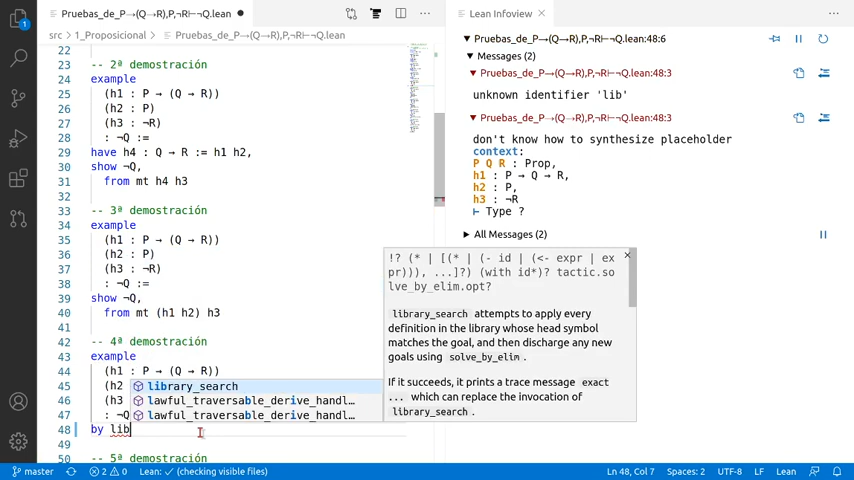 Pruebas_de_P→(Q→R),P,¬R⊢¬Q.lean
Lean Infoview
src > 1_Proposicional > Pruebas_de_P→(Q→R),P,¬R⊢¬Q.lean
22
23 -- 2ª demostración
24 example
25 (h1 : P → (Q → R))
26 (h2 : P)
27 (h3 : ¬R)
28 : ¬Q :=
29 have h4 : Q → R := h1 h2,
30 show ¬Q,
31 from mt h4 h3
32
33 -- 3ª demostración
34 example
35 (h1 : P → (Q → R))
36 (h2 : P)
37 (h3 : ¬R)
38 : ¬Q :=
39 show ¬Q,
40 from mt (h1 h2) h3
41
42 -- 4ª demostración
43 example
44 (h1 : P → (Q → R))
45 (h2
46 (h3
47 : ¬Q
48 by lib
49
50 -- 5ª demostración
library_search
lawful_traversable_derive_handl…
lawful_traversable_derive_handl…
!? (* | [(* | (- id | (<- expr | ex
pr))), ...]?) (with id*)? tactic.so
lve_by_elim.opt?
library_search attempts to apply every
definition in the library whose head symbol
matches the goal, and then discharge any new
goals using solve_by_elim.
If it succeeds, it prints a trace message exact
... which can replace the invocation of
library_search.
Pruebas_de_P→(Q→R),P,¬R⊢¬Q.lean:48:6
Messages (2)
Pruebas_de_P→(Q→R),P,¬R⊢¬Q.lean:48:3
unknown identifier 'lib'
Pruebas_de_P→(Q→R),P,¬R⊢¬Q.lean:48:3
don't know how to synthesize placeholder
context:
P Q R : Prop,
h1 : P → Q → R,
h2 : P,
h3 : ¬R
⊢ Type ?
All Messages (2)
1
master
2 0
Lean: ✓ (checking visible files)
Ln 48, Col 7
Spaces: 2
UTF-8
LF
Lean